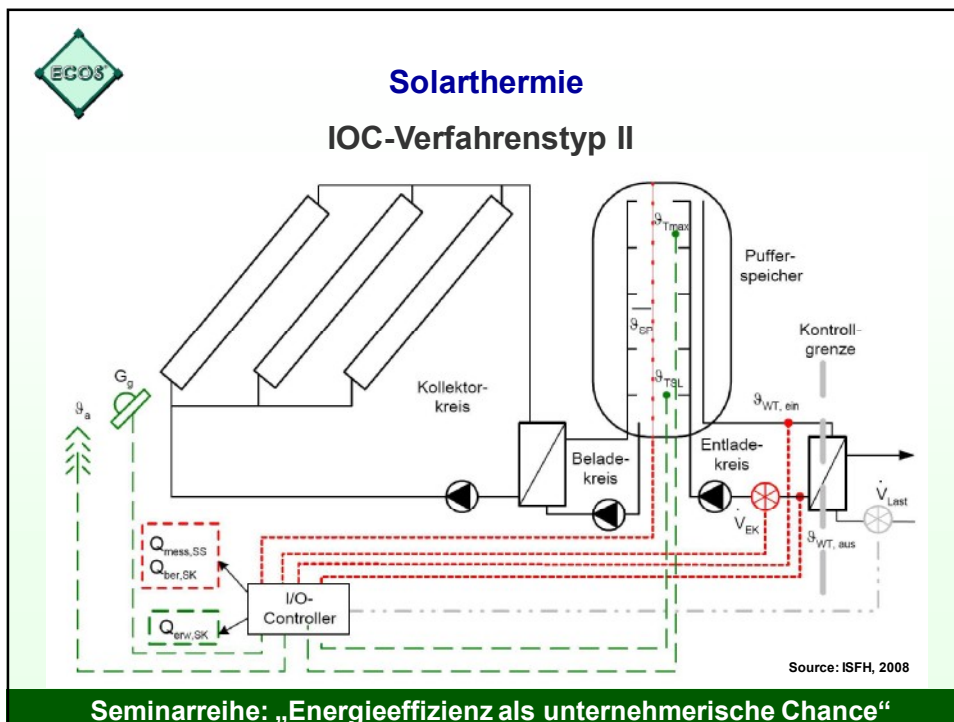 ECOS®
Solarthermie
IOC-Verfahrenstyp II
ϑTmax
Puffer-
speicher
ϑSP
Kontroll-
grenze
Gg
ϑa
Kollektor-
kreis
ϑTSL
ϑWT, ein
Belade-
kreis
Entlade-
kreis
V̇EK
V̇Last
ϑWT, aus
Qmess,SS
Qber,SK
I/O-
Controller
Qerw,SK
Source: ISFH, 2008
Seminarreihe: „Energieeffizienz als unternehmerische Chance“